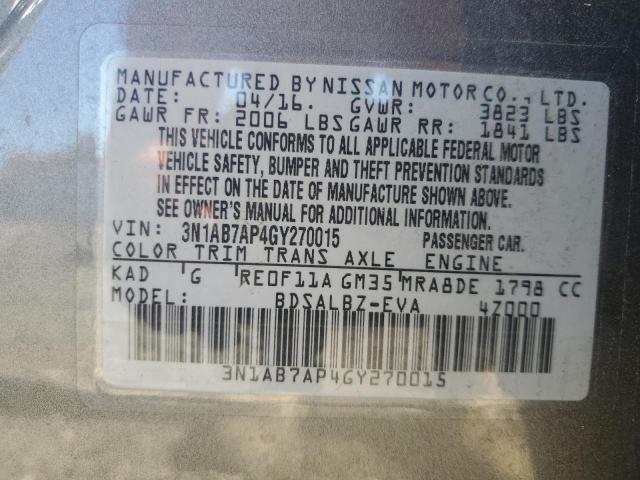 MANUFACTURED BY NISSAN MOTOR CO., LTD.
DATE: 04/16. GVWR: 3823 LBS
GAWR FR: 2006 LBS GAWR RR: 1841 LBS
THIS VEHICLE CONFORMS TO ALL APPLICABLE FEDERAL MOTOR
VEHICLE SAFETY, BUMPER AND THEFT PREVENTION STANDARDS
IN EFFECT ON THE DATE OF MANUFACTURE SHOWN ABOVE.
SEE OWNER'S MANUAL FOR ADDITIONAL INFORMATION.
VIN: 3N1AB7AP4GY270015 PASSENGER CAR.
COLOR TRIM TRANS AXLE ENGINE
KAD G RE0F11A GM35 MRA8DE 1798 CC
MODEL: BDSALBZ-EVA 4Z000
3N1AB7AP4GY270015